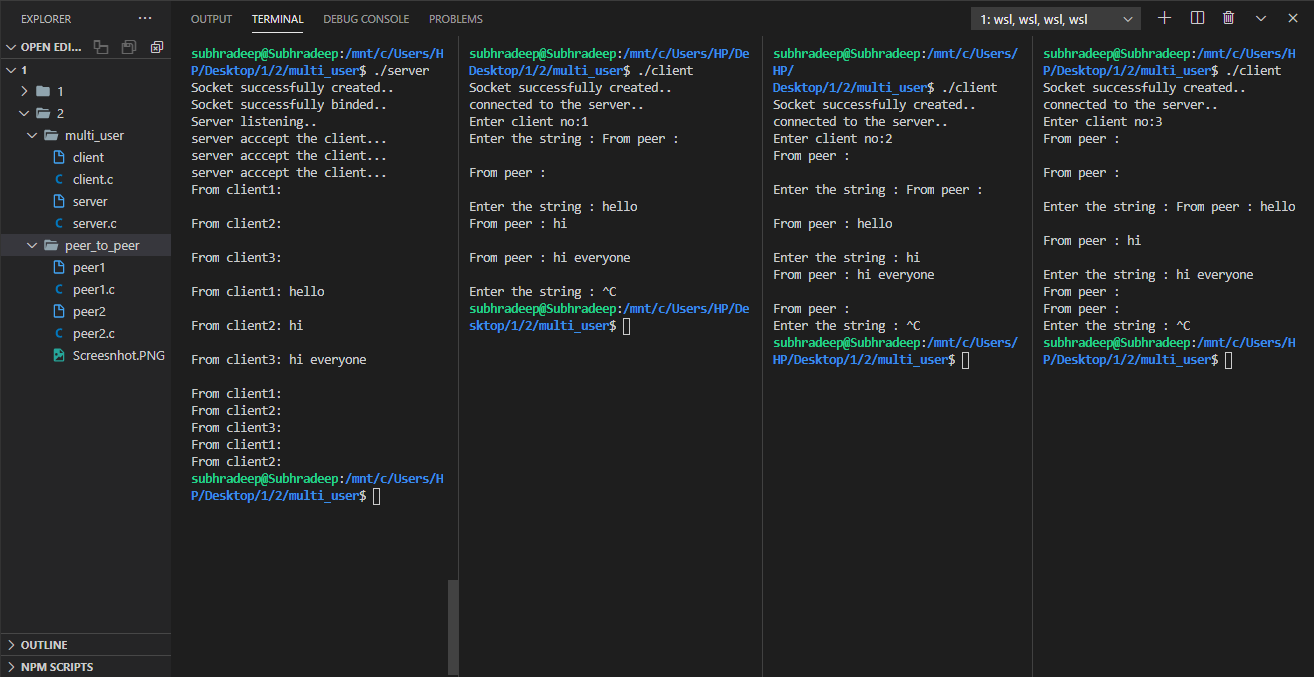 EXPLORER ...
OPEN EDI...
1
1
2
multi_user
client
C client.c
server
C server.c
peer_to_peer
peer1
C peer1.c
peer2
C peer2.c
Screesnhot.PNG
OUTLINE
NPM SCRIPTS
OUTPUT TERMINAL DEBUG CONSOLE PROBLEMS
1: wsl, wsl, wsl, wsl
subhradeep@Subhradeep:/mnt/c/Users/H
P/Desktop/1/2/multi_user$ ./server
Socket successfully created..
Socket successfully binded..
Server listening..
server acccept the client...
server acccept the client...
server acccept the client...
From client1:
From client2:
From client3:
From client1: hello
From client2: hi
From client3: hi everyone
From client1:
From client2:
From client3:
From client1:
From client2:
subhradeep@Subhradeep:/mnt/c/Users/H
P/Desktop/1/2/multi_user$
subhradeep@Subhradeep:/mnt/c/Users/HP/De
Desktop/1/2/multi_user$ ./client
Socket successfully created..
connected to the server..
Enter client no:1
Enter the string : From peer :
From peer :
Enter the string : hello
From peer : hi
From peer : hi everyone
Enter the string : ^C
subhradeep@Subhradeep:/mnt/c/Users/HP/De
sktop/1/2/multi_user$
subhradeep@Subhradeep:/mnt/c/Users/
HP/
Desktop/1/2/multi_user$ ./client
Socket successfully created..
connected to the server..
Enter client no:2
From peer :
Enter the string : From peer :
From peer : hello
Enter the string : hi
From peer : hi everyone
From peer :
Enter the string : ^C
subhradeep@Subhradeep:/mnt/c/Users/
HP/Desktop/1/2/multi_user$
subhradeep@Subhradeep:/mnt/c/Users/H
P/Desktop/1/2/multi_user$ ./client
Socket successfully created..
connected to the server..
Enter client no:3
From peer :
From peer :
Enter the string : From peer : hello
From peer : hi
Enter the string : hi everyone
From peer :
From peer :
Enter the string : ^C
subhradeep@Subhradeep:/mnt/c/Users/H
P/Desktop/1/2/multi_user$